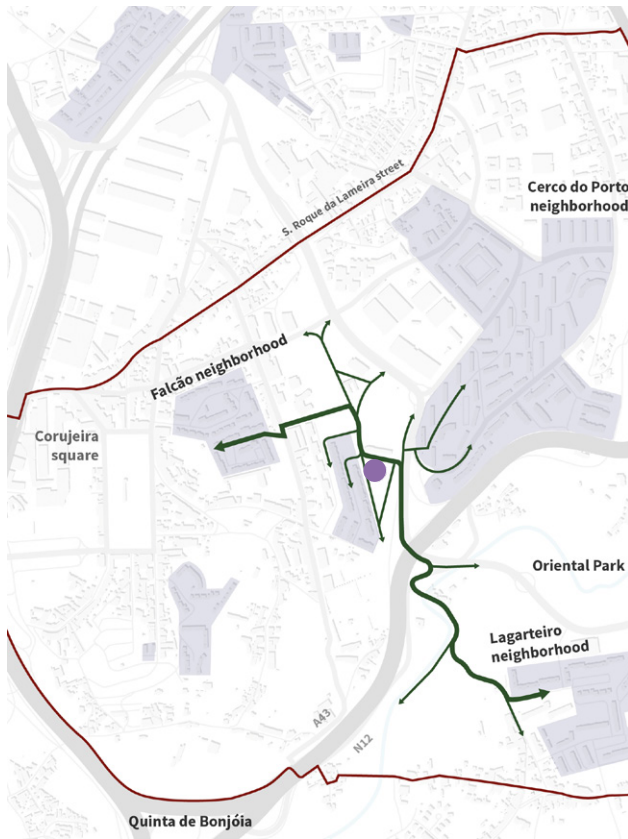 Cerco do Porto
neighborhood
S. Roque da Lameira street
Falcão neighborhood
Corujeira
square
Oriental Park
Lagarteiro
neighborhood
A43
N12
Quinta de Bonjóia